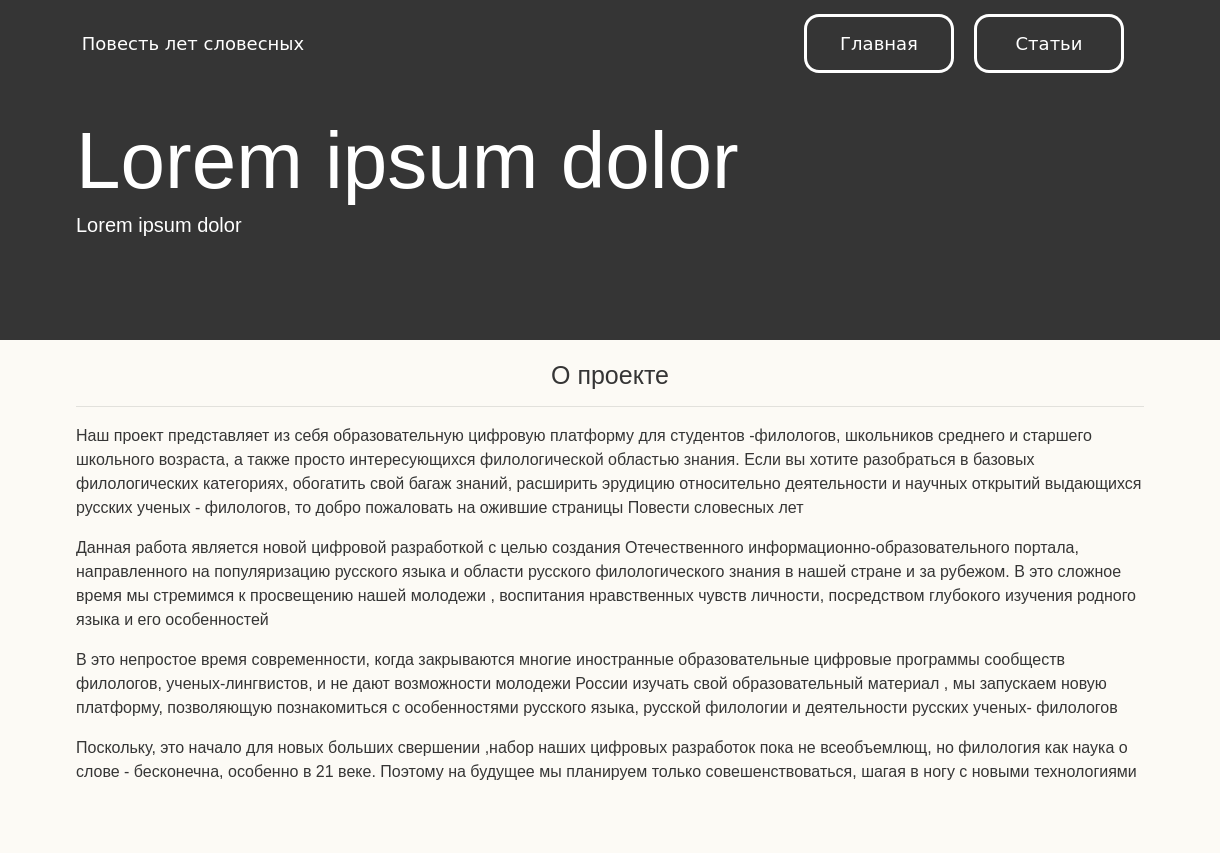 Повесть лет словесных
Главная
Статьи
Lorem ipsum dolor
Lorem ipsum dolor
О проекте
Наш проект представляет из себя образовательную цифровую платформу для студентов -филологов, школьников среднего и старшего
школьного возраста, а также просто интересующихся филологической областью знания. Если вы хотите разобраться в базовых
филологических категориях, обогатить свой багаж знаний, расширить эрудицию относительно деятельности и научных открытий выдающихся
русских ученых - филологов, то добро пожаловать на ожившие страницы Повести словесных лет
Данная работа является новой цифровой разработкой с целью создания Отечественного информационно-образовательного портала,
направленного на популяризацию русского языка и области русского филологического знания в нашей стране и за рубежом. В это сложное
время мы стремимся к просвещению нашей молодежи , воспитания нравственных чувств личности, посредством глубокого изучения родного
языка и его особенностей
В это непростое время современности, когда закрываются многие иностранные образовательные цифровые программы сообществ
филологов, ученых-лингвистов, и не дают возможности молодежи России изучать свой образовательный материал , мы запускаем новую
платформу, позволяющую познакомиться с особенностями русского языка, русской филологии и деятельности русских ученых- филологов
Поскольку, это начало для новых больших свершении ,набор наших цифровых разработок пока не всеобъемлющ, но филология как наука о
слове - бесконечна, особенно в 21 веке. Поэтому на будущее мы планируем только совешенствоваться, шагая в ногу с новыми технологиями